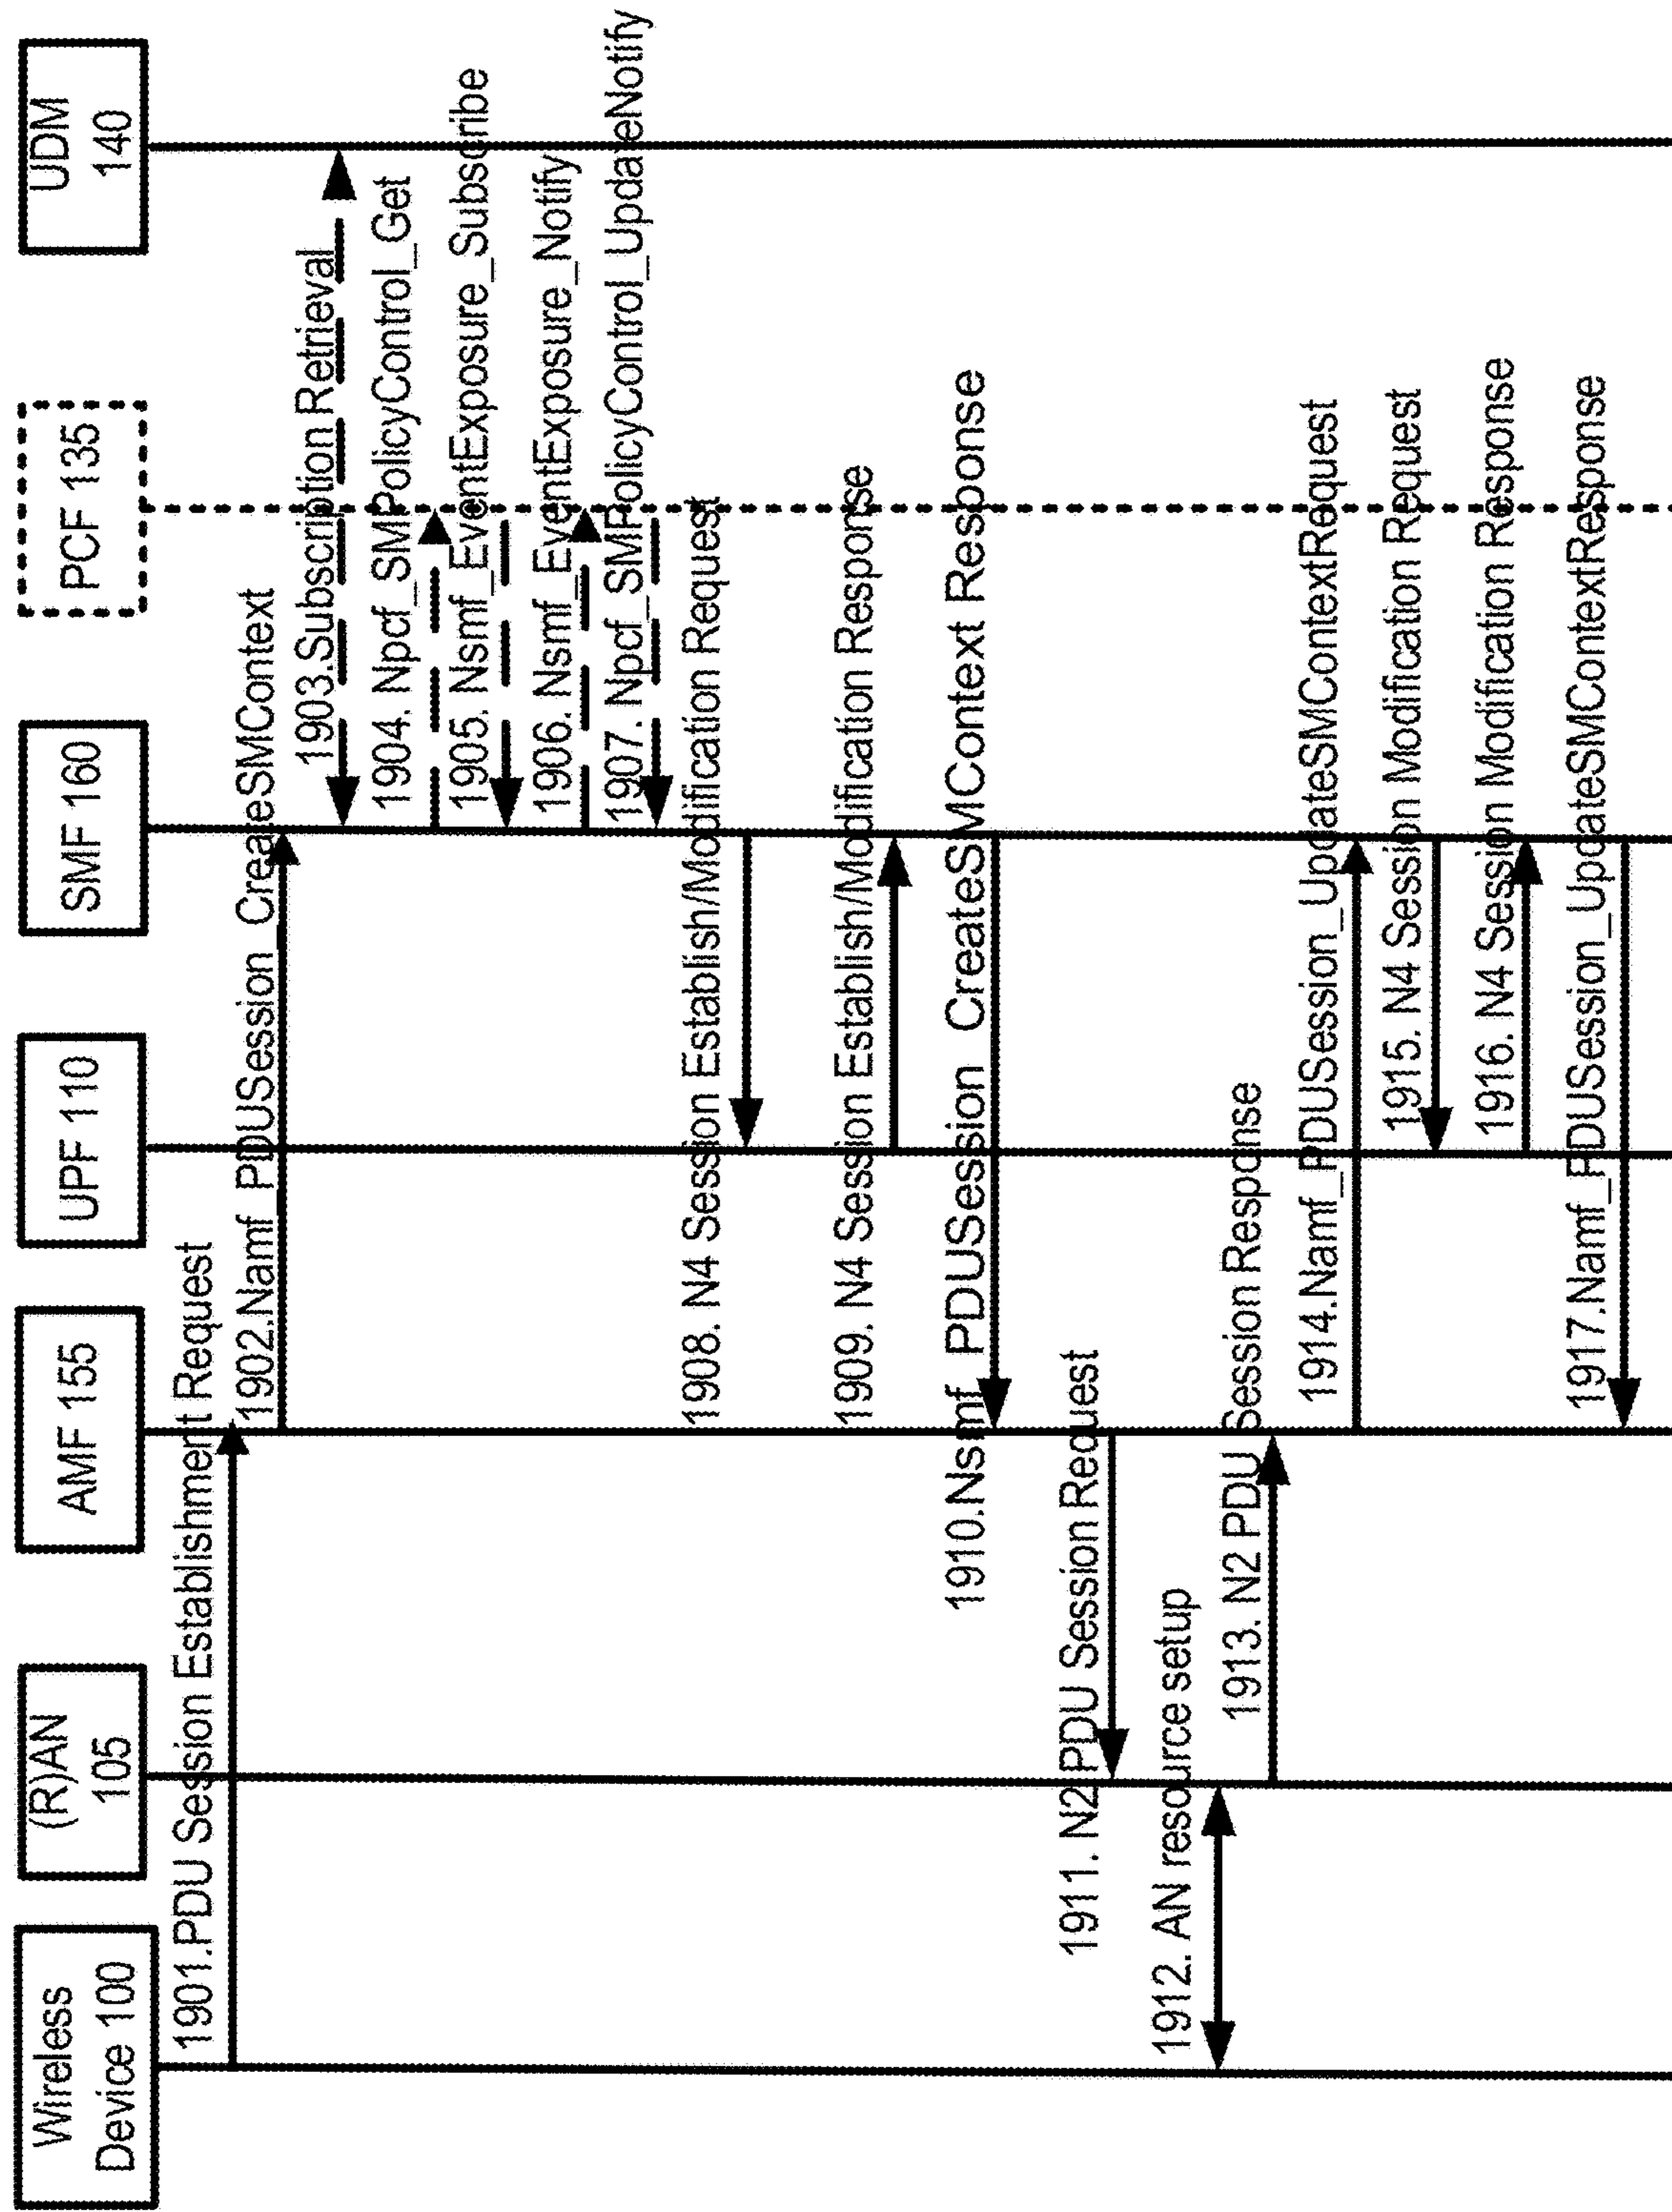 Wireless
Device 100
(R)AN
105
AMF 155
UPF 110
SMF 160
PCF 135
UDM
140
1901.PDU Session Establishment Request
1902.Namf_PDUSession_CreateSMContext
1903.Subscription Retrieval
1904. Npcf_SMPolicyControl_Get
1905. Nsmf_EventExposure_Subscribe
1906. Nsmf_EventExposure_Notify
1907. Npcf_SMPolicyControl_UpdateNotify
1908. N4 Session Establish/Modification Request
1909. N4 Session Establish/Modification Response
1910.Nsmf_PDUSession_CreateSMContext Response
1911. N2 PDU Session Request
1912. AN resource setup
1913. N2 PDU Session Response
1914.Namf_PDUSession_UpdateSMContextRequest
1915. N4 Session Modification Request
1916. N4 Session Modification Response
1917.Namf_PDUSession_UpdateSMContextResponse